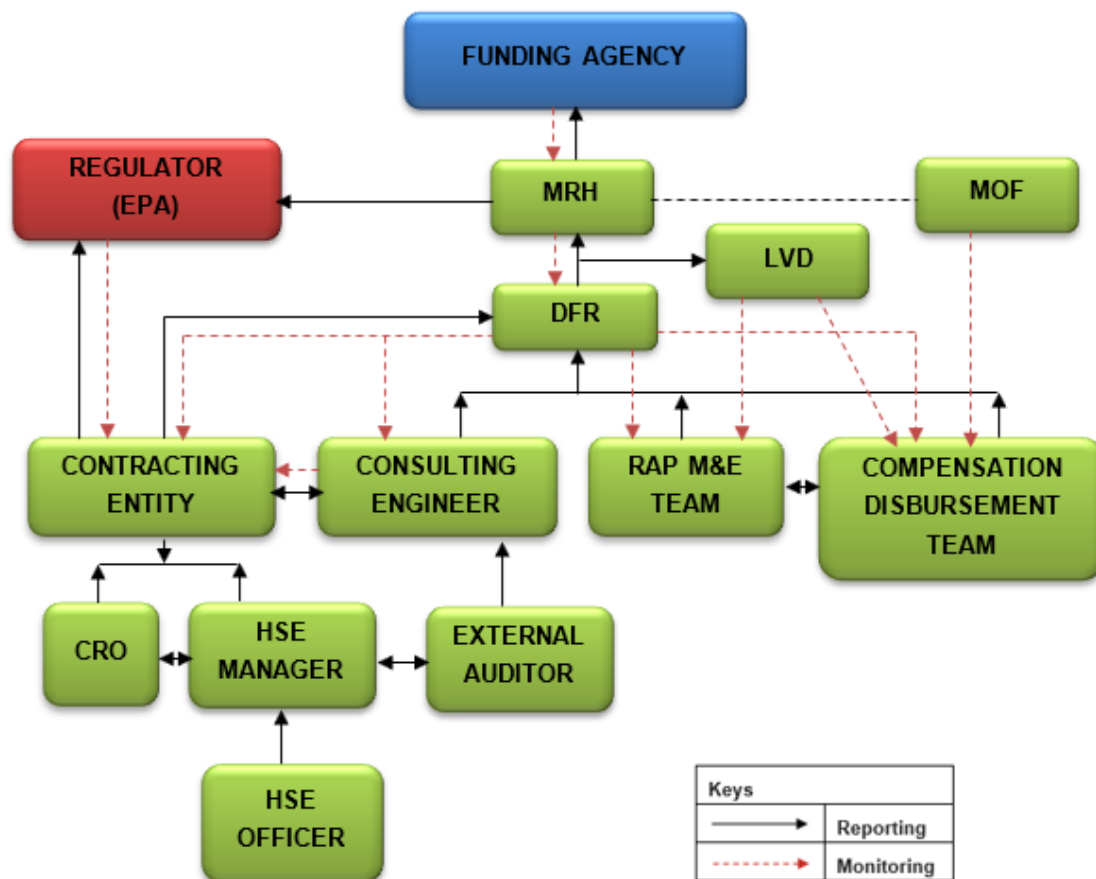 FUNDING AGENCY
REGULATOR
(EPA)
MRH
MOF
LVD
DFR
CONTRACTING
ENTITY
CONSULTING
ENGINEER
RAP M&E
TEAM
COMPENSATION
DISBURSEMENT
TEAM
CRO
HSE
MANAGER
EXTERNAL
AUDITOR
HSE
OFFICER
Keys
Reporting
Monitoring